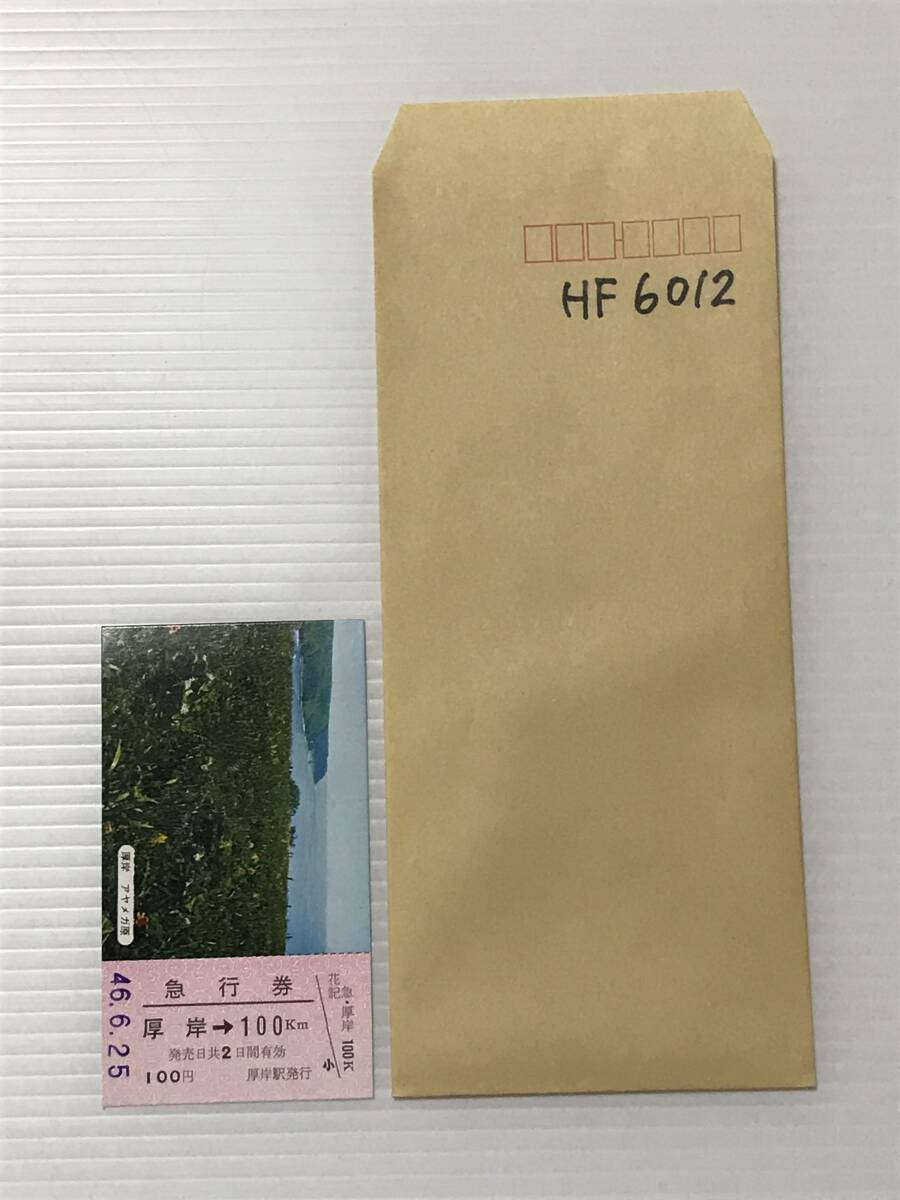 HF 6012
厚岸 アヤメガ原
46.6.25
急行券
厚岸→100Km
発売日共2日間有効
100円 厚岸駅発行
花記
急・厚岸 100K
小